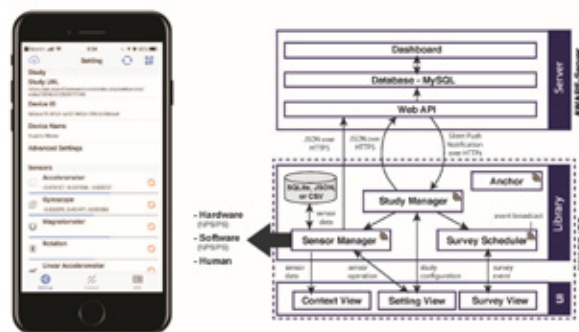 Setting
Study
Study URL
Device ID
Device Name
Advanced Settings
Sensors
Accelerometer
Gyroscope
Magnetometer
Rotation
Linear Accelerometer
Dashboard
Database - MySQL
Web API
Server
JSON over
HTTPS
JSON over
HTTPS
Silent Push
Notification
over HTTPs
SQLite, JSON,
or CSV
Anchor
Study Manager
sensor
data
event broadcast
Library
- Hardware
- Software
- Human
Sensor Manager
Survey Scheduler
sensor
data
sensor
operation
study
configuration
survey
event
Context View
Setting View
Survey View
UI